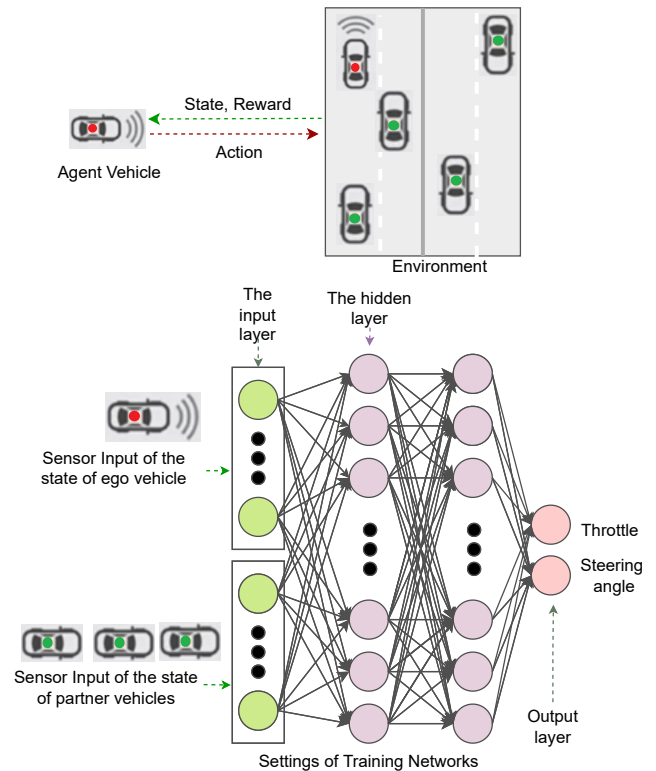 State, Reward
Action
Agent Vehicle
Environment
The
input
layer
The hidden
layer
Sensor Input of the
state of ego vehicle
Throttle
Steering
angle
Sensor Input of the state
of partner vehicles
Output
layer
Settings of Training Networks